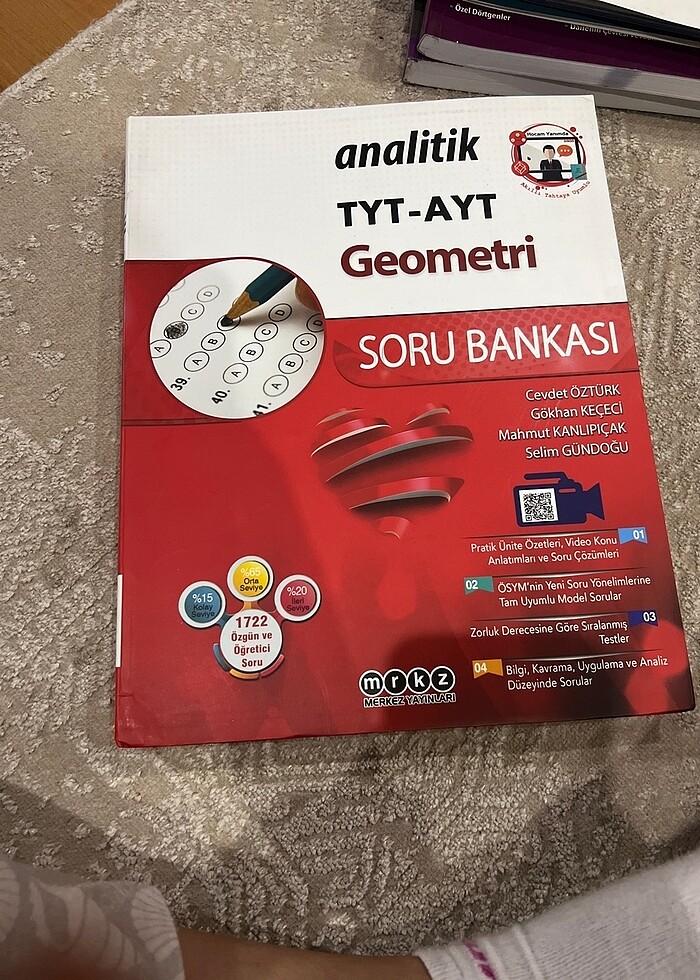 Özel Dörtgenler
Hocam Yanımda
Akıllı Tahtaya Uyumlu
analitik
TYT-AYT
Geometri
SORU BANKASI
Cevdet ÖZTÜRK
Gökhan KEÇECİ
Mahmut KANLIPIÇAK
Selim GÜNDOĞU
A B C D
39. A B C D
40. A B C D
41. A B C D
01 Pratik Ünite Özetleri, Video Konu
Anlatımları ve Soru Çözümleri
02 ÖSYM'nin Yeni Soru Yönelimlerine
Tam Uyumlu Model Sorular
03 Zorluk Derecesine Göre Sıralanmış
Testler
04 Bilgi, Kavrama, Uygulama ve Analiz
Düzeyinde Sorular
%15
Kolay
Seviye
%65
Orta
Seviye
%20
İleri
Seviye
1722
Özgün ve
Öğretici
Soru
mrkz
MERKEZ YAYINLARI